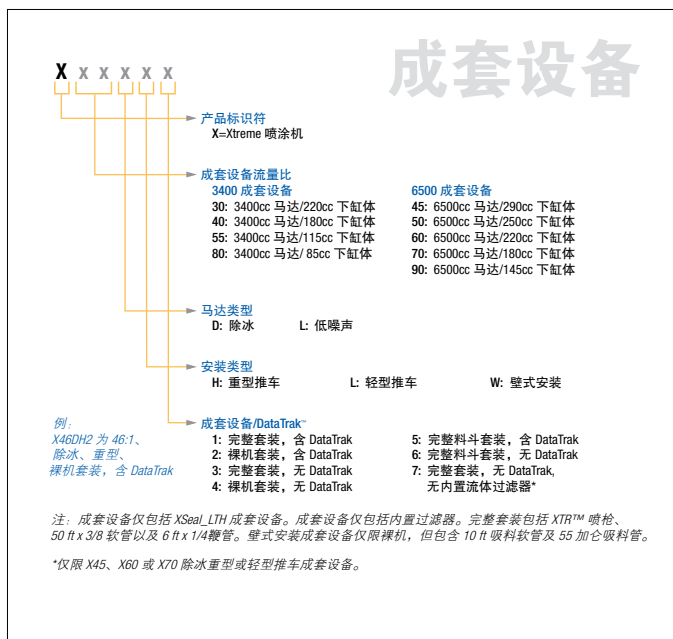 成套设备
X x x x x x
产品标识符
X=Xtreme 喷涂机
成套设备流量比
3400 成套设备
30: 3400cc 马达/220cc 下缸体
40: 3400cc 马达/180cc 下缸体
55: 3400cc 马达/115cc 下缸体
80: 3400cc 马达/ 85cc 下缸体
6500 成套设备
45: 6500cc 马达/290cc 下缸体
50: 6500cc 马达/250cc 下缸体
60: 6500cc 马达/220cc 下缸体
70: 6500cc 马达/180cc 下缸体
90: 6500cc 马达/145cc 下缸体
马达类型
D: 除冰 L: 低噪声
安装类型
H: 重型推车 L: 轻型推车 W: 壁式安装
成套设备/DataTrak™
1: 完整套装，含 DataTrak
2: 裸机套装，含 DataTrak
3: 完整套装，无 DataTrak
4: 裸机套装，无 DataTrak
5: 完整料斗套装，含 DataTrak
6: 完整料斗套装，无 DataTrak
7: 完整套装，无 DataTrak,
无内置流体过滤器*
例：
X46DH2 为 46:1、
除冰、重型、
裸机套装，含 DataTrak
注：成套设备仅包括 XSeal_LTH 成套设备。成套设备仅包括内置过滤器。完整套装包括 XTR™ 喷枪、
50 ft x 3/8 软管以及 6 ft x 1/4鞭管。壁式安装成套设备仅限裸机，但包含 10 ft 吸料软管及 55 加仑吸料管。
*仅限 X45、X60 或 X70 除冰重型或轻型推车成套设备。